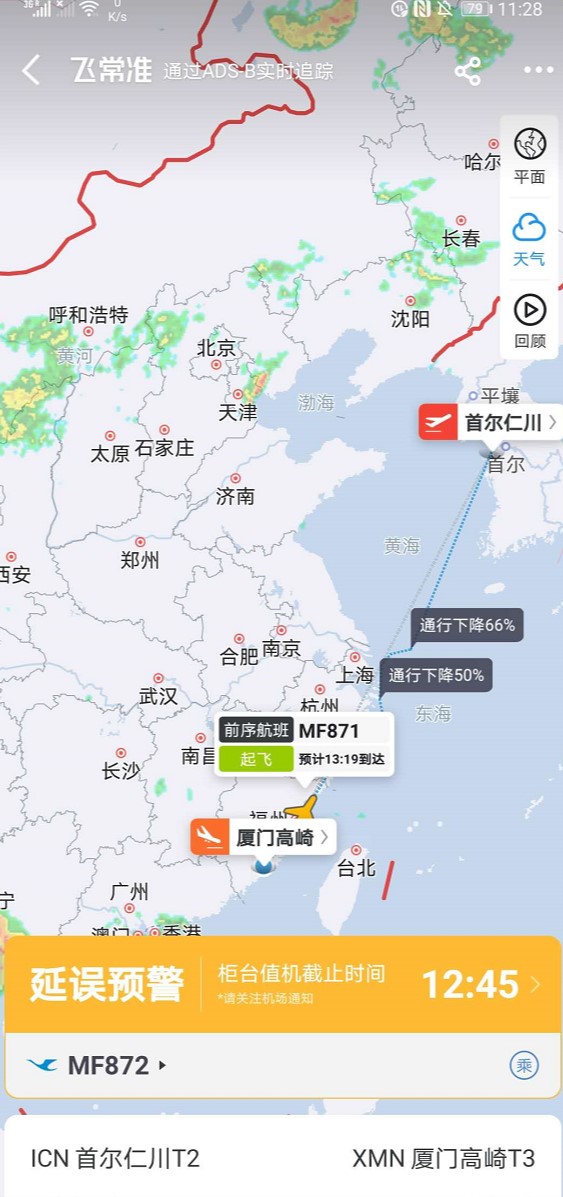 3G
0
K/s
79
11:28
飞常准 通过ADS-B实时追踪
哈尔
平面
长春
天气
呼和浩特
沈阳
回顾
黄河
北京
平壤
天津
渤海
首尔仁川
太原
石家庄
首尔
济南
郑州
黄海
西安
通行下降66%
合肥
南京
上海
通行下降50%
武汉
杭州
东海
前序航班 MF871
南昌
起飞 预计13:19到达
长沙
福州
厦门高崎
台北
广州
宁
澳门
香港
延误预警
柜台值机截止时间
*请关注机场通知
12:45
MF872
乘
ICN 首尔仁川T2
XMN 厦门高崎T3